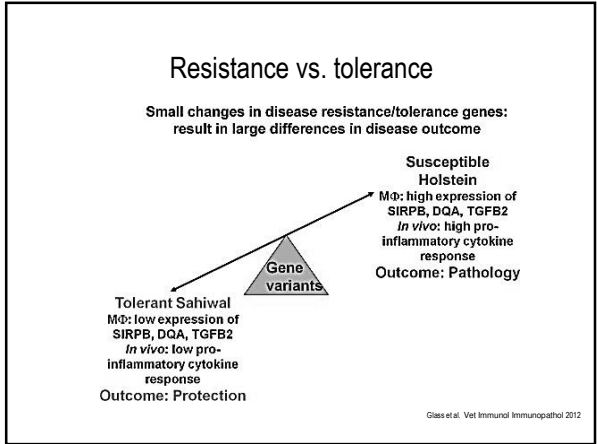 Resistance vs. tolerance
Small changes in disease resistance/tolerance genes:
result in large differences in disease outcome
Susceptible
Holstein
MΦ: high expression of
SIRPB, DQA, TGFB2
In vivo: high pro-
inflammatory cytokine
response
Outcome: Pathology
Gene
variants
Tolerant Sahiwal
MΦ: low expression of
SIRPB, DQA, TGFB2
In vivo: low pro-
inflammatory cytokine
response
Outcome: Protection
Glass et al. Vet Immunol Immunopathol 2012